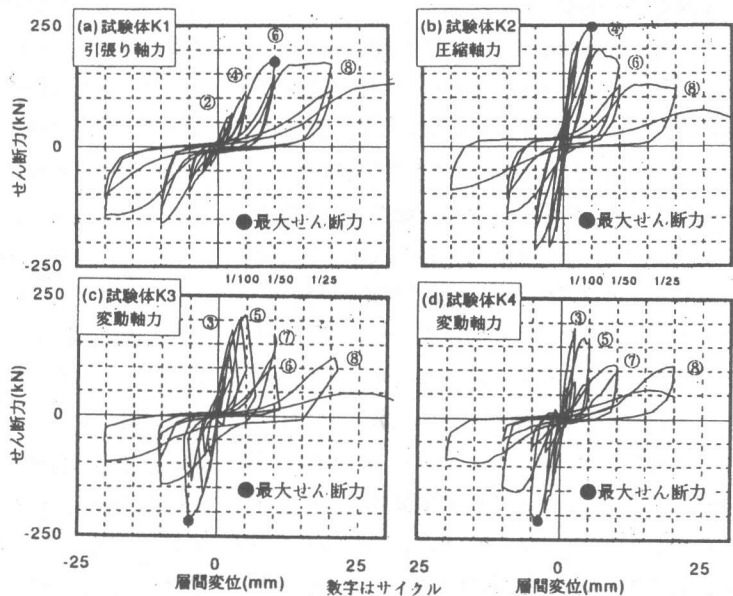 250
(a)試験体K1
引張り軸力
②
④
⑥
⑧
せん断力(kN)
0
●最大せん断力
-250
(b)試験体K2
圧縮軸力
④
⑥
⑧
●最大せん断力
1/100 1/50 1/25
1/100 1/50 1/25
250
(c)試験体K3
変動軸力
③
⑤
⑦
⑥
⑧
せん断力(kN)
0
●最大せん断力
-250
-25
0
25
層間変位(mm)
(d)試験体K4
変動軸力
③
⑤
⑦
⑧
●最大せん断力
0
25
層間変位(mm)
数字はサイクル